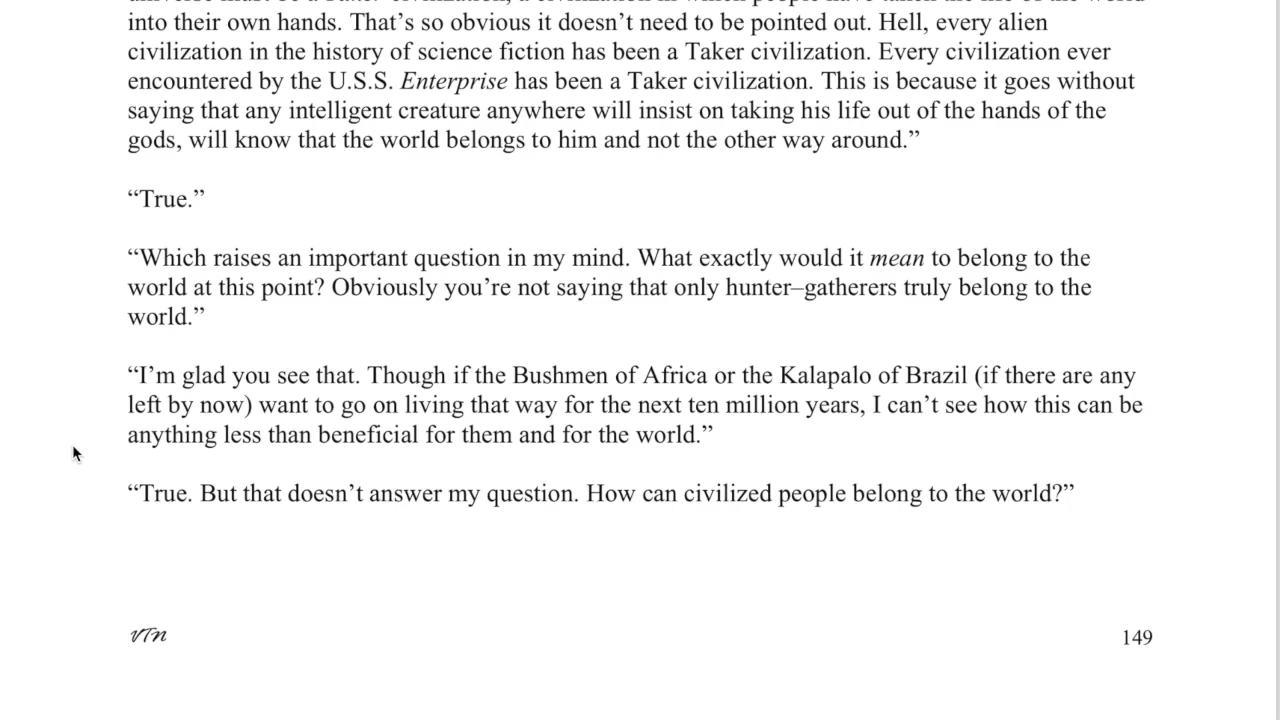 into their own hands. That’s so obvious it doesn’t need to be pointed out. Hell, every alien
civilization in the history of science fiction has been a Taker civilization. Every civilization ever
encountered by the U.S.S. Enterprise has been a Taker civilization. This is because it goes without
saying that any intelligent creature anywhere will insist on taking his life out of the hands of the
gods, will know that the world belongs to him and not the other way around.”
“True.”
“Which raises an important question in my mind. What exactly would it mean to belong to the
world at this point? Obviously you’re not saying that only hunter–gatherers truly belong to the
world.”
“I’m glad you see that. Though if the Bushmen of Africa or the Kalapalo of Brazil (if there are any
left by now) want to go on living that way for the next ten million years, I can’t see how this can be
anything less than beneficial for them and for the world.”
“True. But that doesn’t answer my question. How can civilized people belong to the world?”
VTn
149